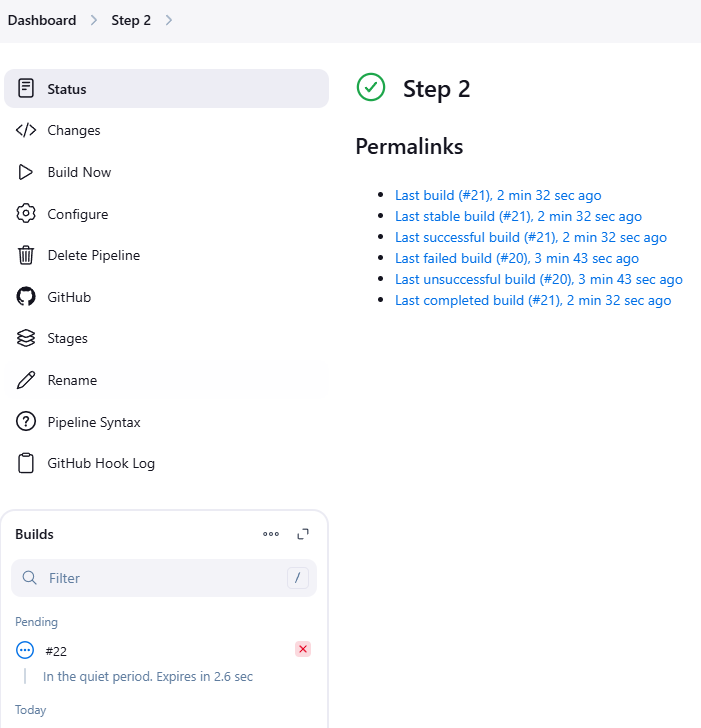 Dashboard > Step 2 >
Status
Changes
Build Now
Configure
Delete Pipeline
GitHub
Stages
Rename
Pipeline Syntax
GitHub Hook Log
Step 2
Permalinks
Last build (#21), 2 min 32 sec ago
Last stable build (#21), 2 min 32 sec ago
Last successful build (#21), 2 min 32 sec ago
Last failed build (#20), 3 min 43 sec ago
Last unsuccessful build (#20), 3 min 43 sec ago
Last completed build (#21), 2 min 32 sec ago
Builds
Filter /
Pending
#22
In the quiet period. Expires in 2.6 sec
Today